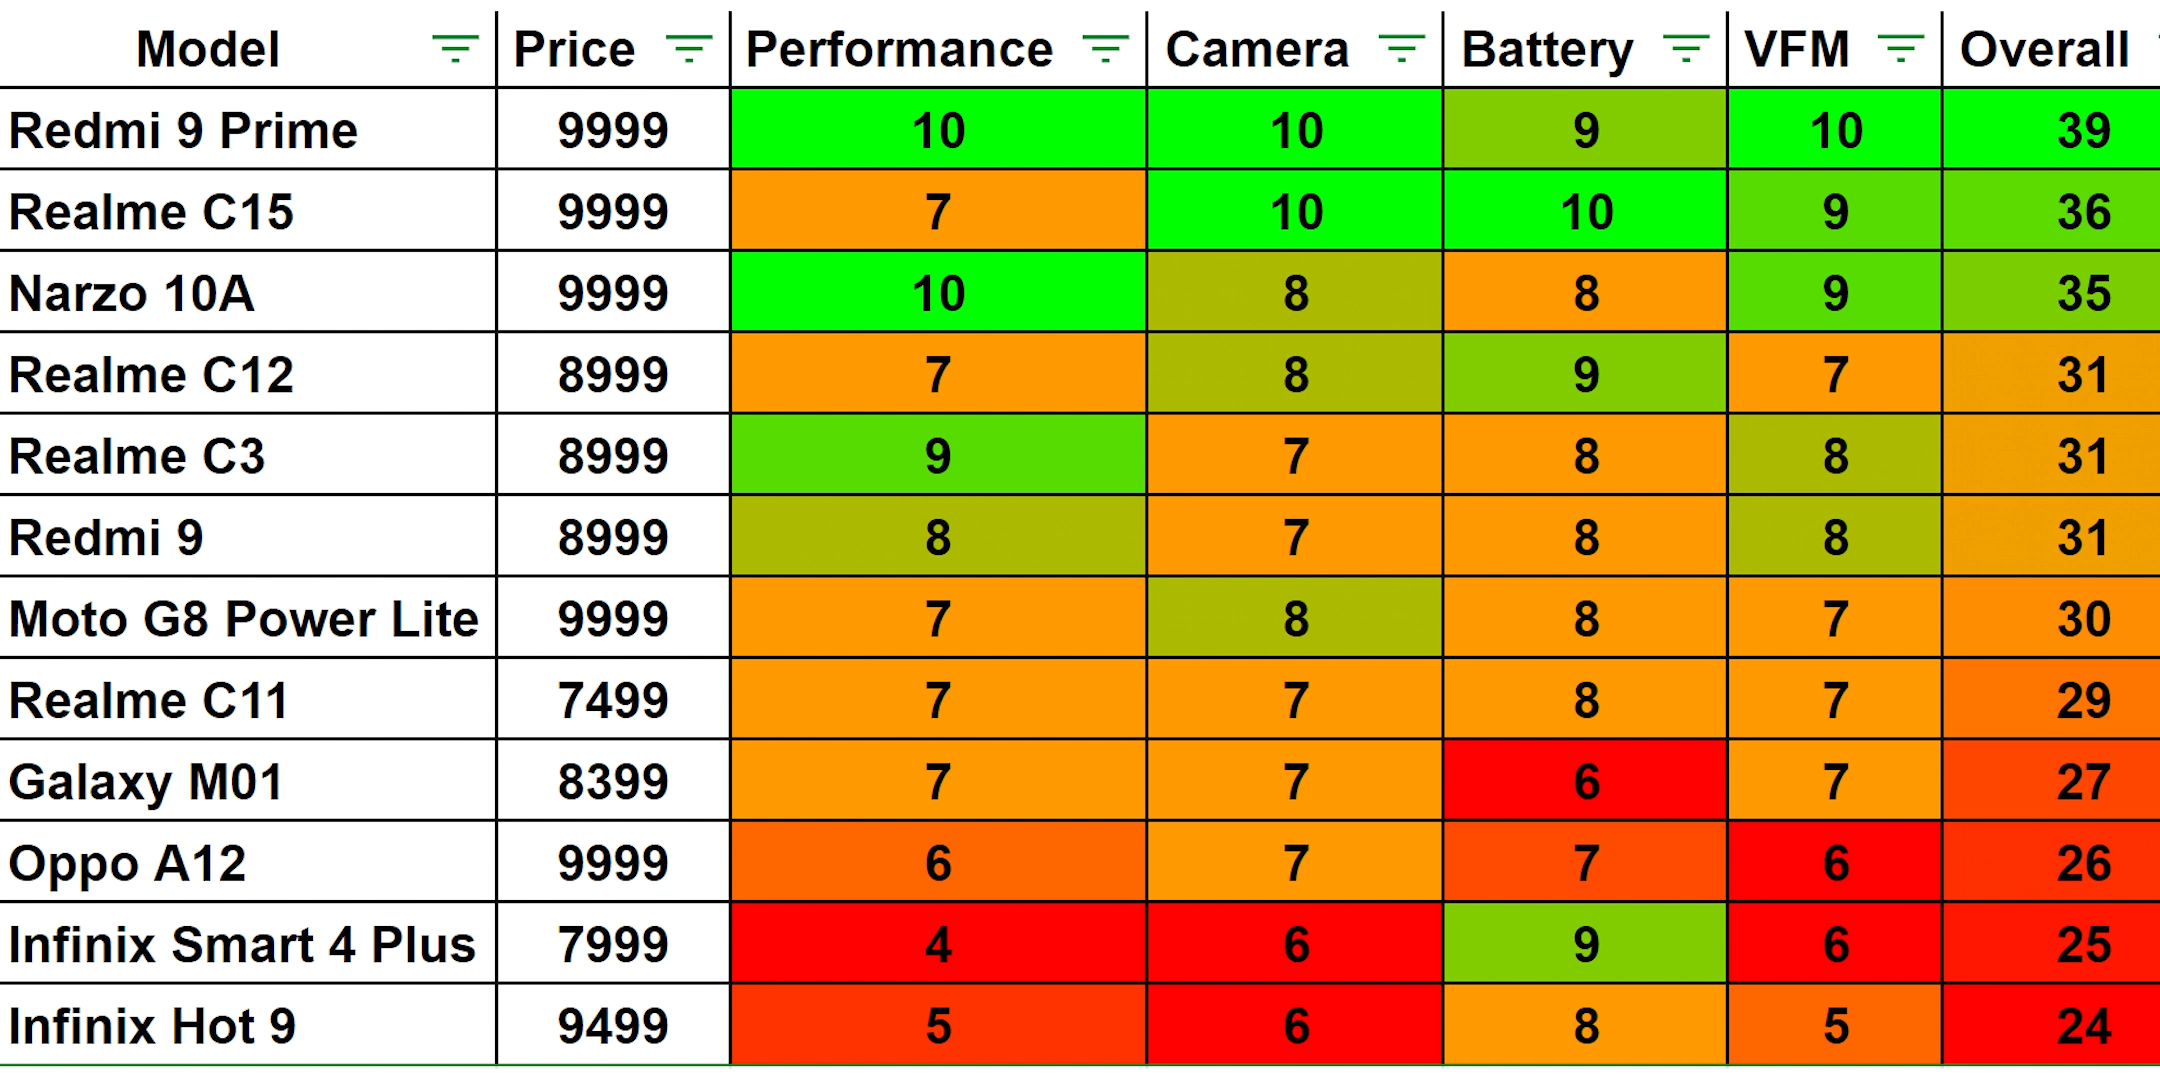 Model Price Performance Camera Battery VFM Overall
Redmi 9 Prime 9999 10 10 9 10 39
Realme C15 9999 7 10 10 9 36
Narzo 10A 9999 10 8 8 9 35
Realme C12 8999 7 8 9 7 31
Realme C3 8999 9 7 8 8 31
Redmi 9 8999 8 7 8 8 31
Moto G8 Power Lite 9999 7 8 8 7 30
Realme C11 7499 7 7 8 7 29
Galaxy M01 8399 7 7 6 7 27
Oppo A12 9999 6 7 7 6 26
Infinix Smart 4 Plus 7999 4 6 9 6 25
Infinix Hot 9 9499 5 6 8 5 24